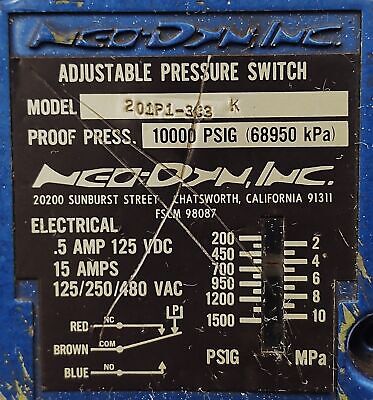 NEO-DYN, INC.
ADJUSTABLE PRESSURE SWITCH
MODEL 201P1-3G3 K
PROOF PRESS. 10000 PSIG (68950 kPa)
NEO-DYN, INC.
20200 SUNBURST STREET CHATSWORTH, CALIFORNIA 91311
FSCM 98087
ELECTRICAL
.5 AMP 125 VDC
15 AMPS
125/250/480 VAC
RED NC
BROWN COM
BLUE NO
P
200
450
700
950
1200
1500
PSIG
2
4
6
8
10
MPa